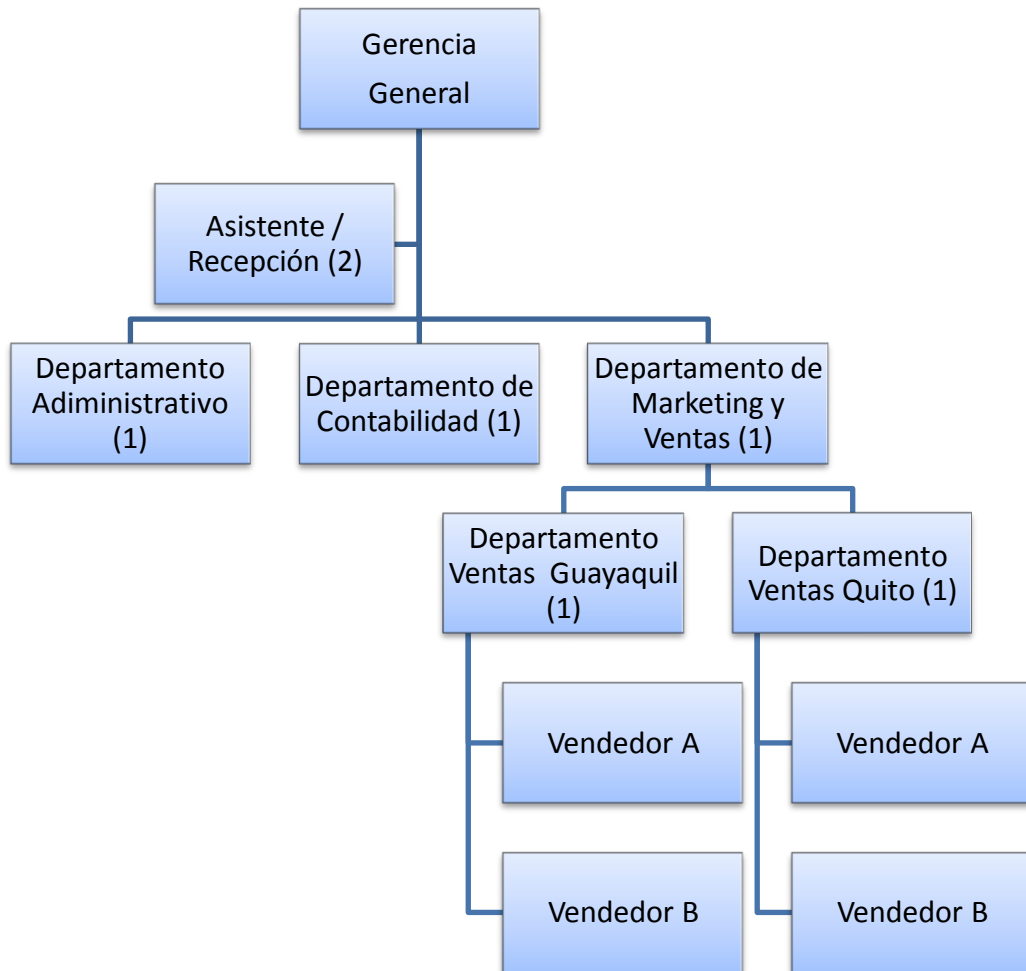 Gerencia
General
Asistente /
Recepción (2)
Departamento
Adiministrativo
(1)
Departamento de
Contabilidad (1)
Departamento de
Marketing y
Ventas (1)
Departamento
Ventas  Guayaquil
(1)
Departamento
Ventas Quito (1)
Vendedor A
Vendedor A
Vendedor B
Vendedor B